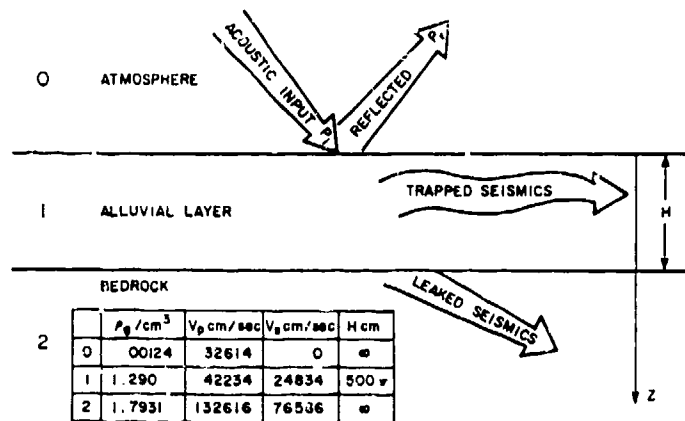 0 ATMOSPHERE
ACOUSTIC INPUT
REFLECTED
1 ALLUVIAL LAYER
TRAPPED SEISMICS
H
BEDROCK
LEAKED SEISMICS
2
ρg/cm³ Vp cm/sec Vs cm/sec H cm
0 00124 32614 0 ∞
1 1.290 42234 24834 500
2 1.7931 132616 ∞
Z